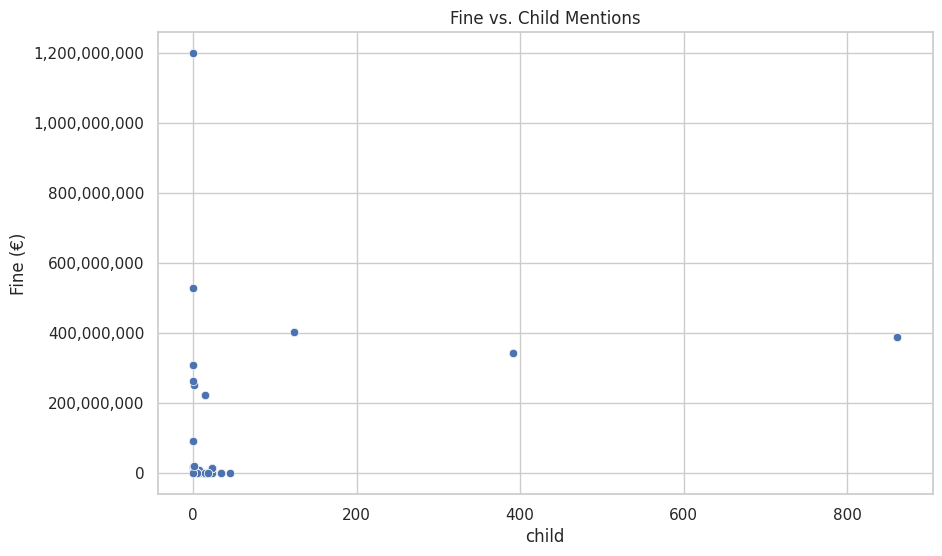 Fine vs. Child Mentions
1,200,000,000
1,000,000,000
800,000,000
600,000,000
400,000,000
200,000,000
0
Fine (€)
0 200 400 600 800
child